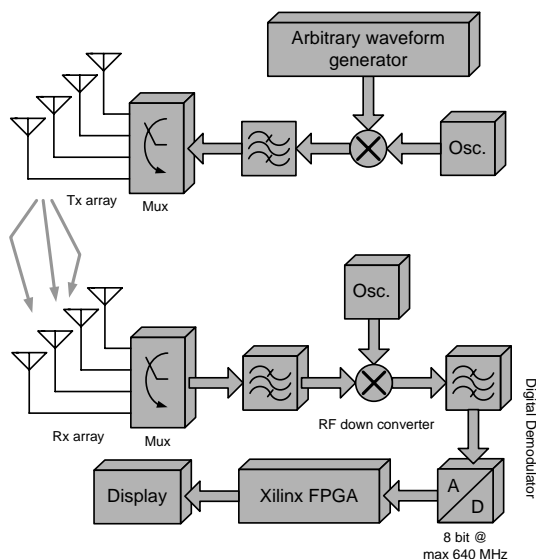 Arbitrary waveform
generator
Osc.
Tx array
Mux
Osc.
Rx array
Mux
RF down converter
Digital Demodulator
Display
Xilinx FPGA
A
D
8 bit @
max 640 MHz